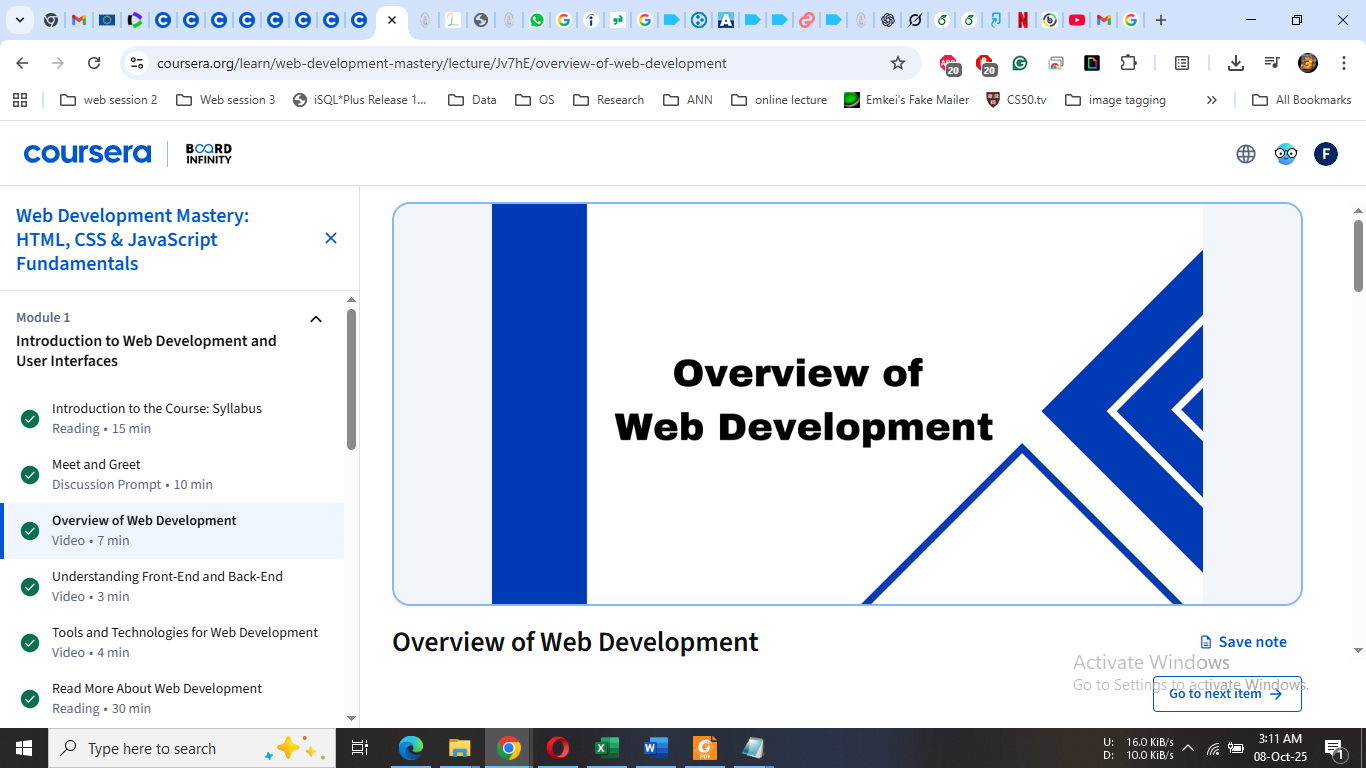 coursera.org/learn/web-development-mastery/lecture/Jv7hE/overview-of-web-development
20
20
web session 2
Web session 3
iSQL*Plus Release 1...
Data
OS
Research
ANN
online lecture
Emkei's Fake Mailer
CS50.tv
image tagging
»
All Bookmarks
coursera
BOARD
INFINITY
F
Web Development Mastery:
HTML, CSS & JavaScript
Fundamentals
Module 1
Introduction to Web Development and
User Interfaces
Introduction to the Course: Syllabus
Reading • 15 min
Meet and Greet
Discussion Prompt • 10 min
Overview of Web Development
Video • 7 min
Understanding Front-End and Back-End
Video • 3 min
Tools and Technologies for Web Development
Video • 4 min
Read More About Web Development
Reading • 30 min
Overview of
Web Development
Overview of Web Development
Save note
Activate Windows
Go to Settings to activate Windows.
Go to next item
Type here to search
U: 16.0 KiB/s
D: 10.0 KiB/s
3:11 AM
08-Oct-25
1